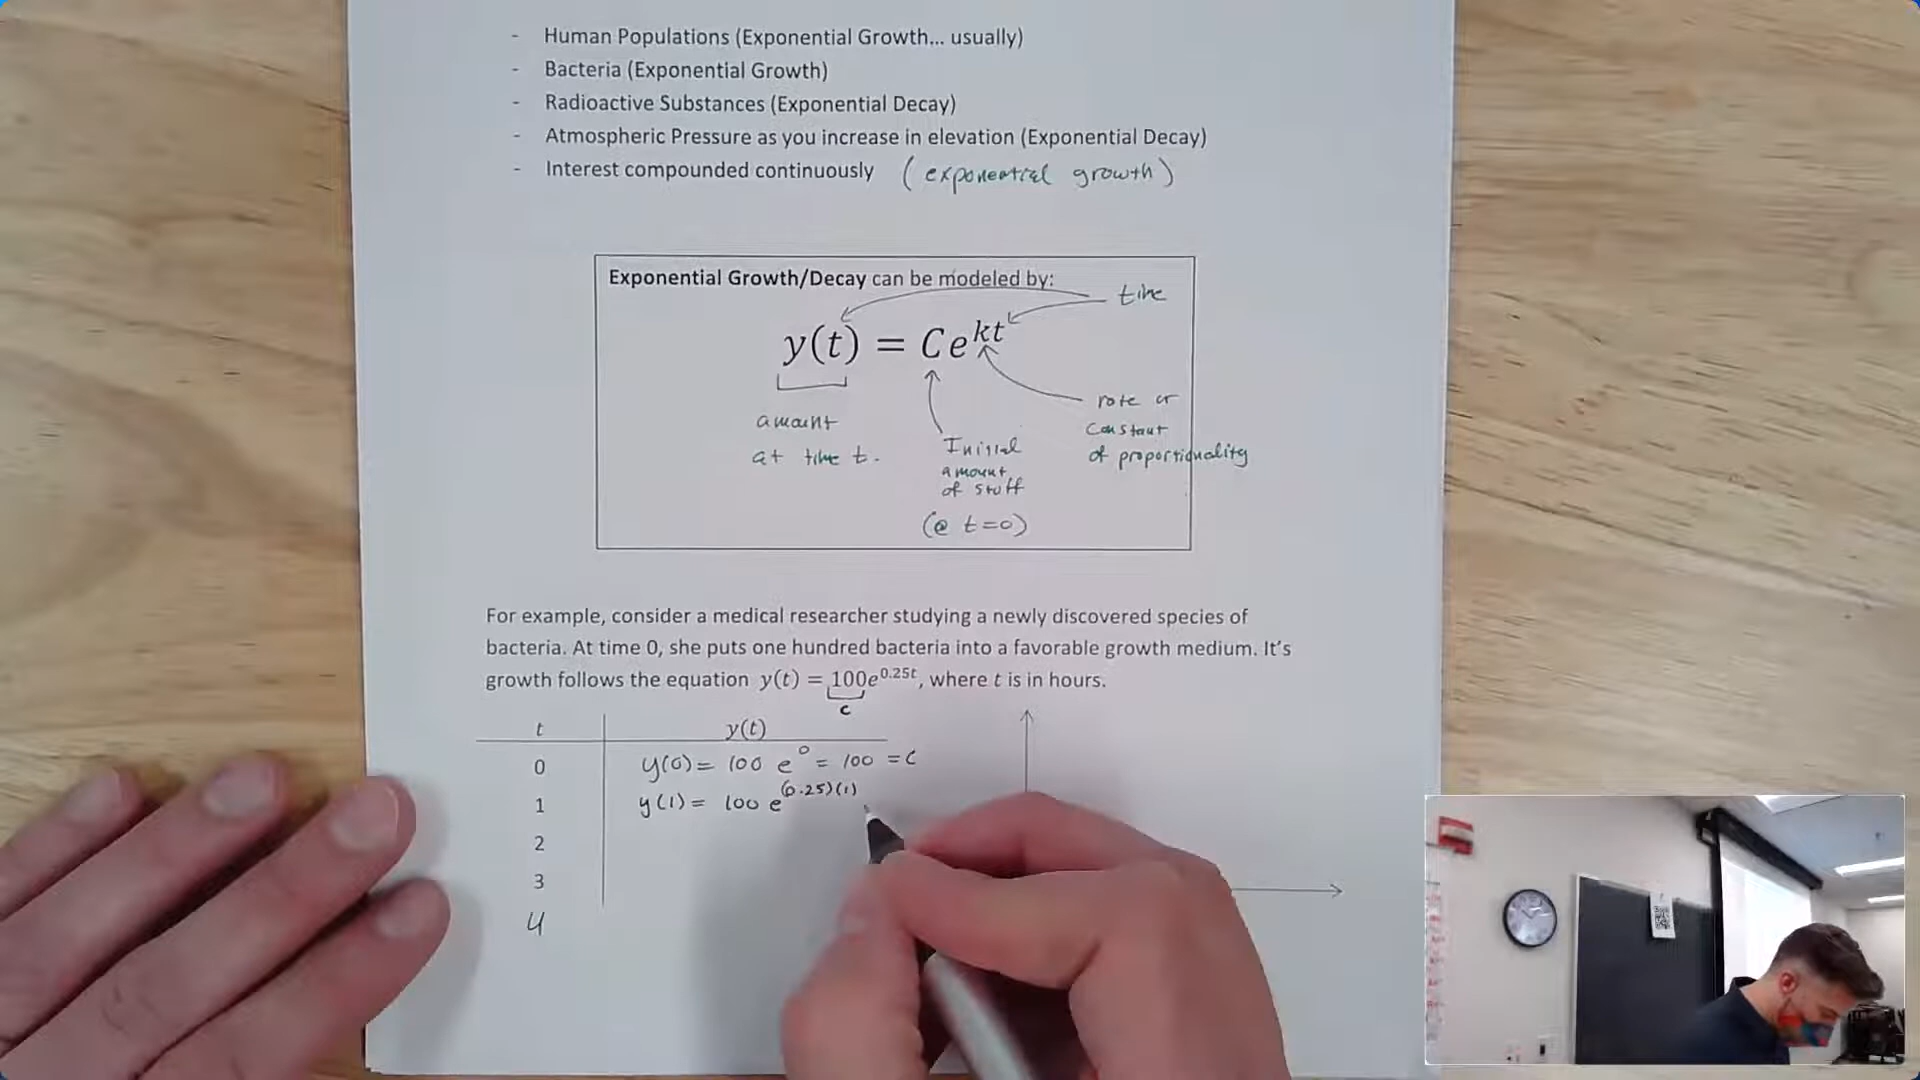 - Human Populations (Exponential Growth... usually)
- Bacteria (Exponential Growth)
- Radioactive Substances (Exponential Decay)
- Atmospheric Pressure as you increase in elevation (Exponential Decay)
- Interest compounded continuously (exponential growth)
Exponential Growth/Decay can be modeled by:
time
y(t) = Ce^{kt}
amount
at time t.
Initial
amount
of stuff
(@ t=0)
rate or
constant
of proportionality
For example, consider a medical researcher studying a newly discovered species of
bacteria. At time 0, she puts one hundred bacteria into a favorable growth medium. It's
growth follows the equation y(t) = 100e^{0.25t}, where t is in hours.
c
t y(t)
0 y(0) = 100 e^0 = 100 = C
1 y(1) = 100 e^{(0.25)(1)}
2
3
4